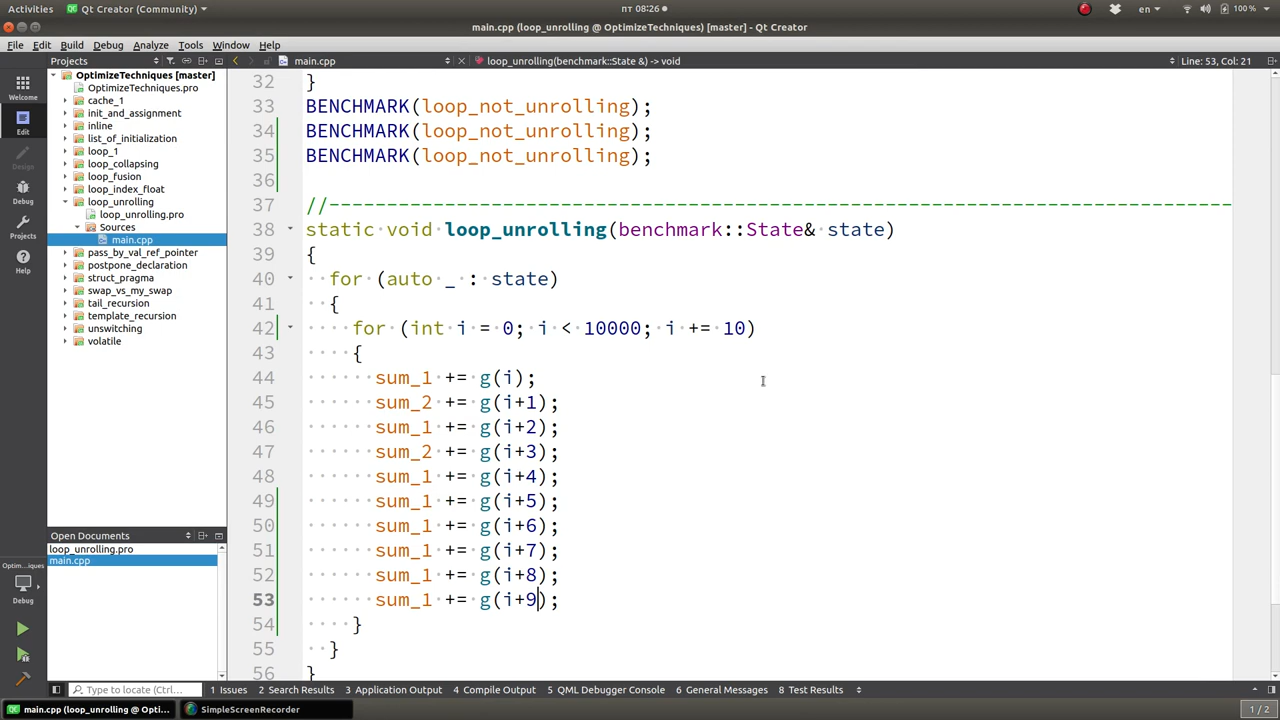 Activities Qt Creator (Community) пт 08:26 en 100 %
main.cpp (loop_unrolling @ OptimizeTechniques) [master] - Qt Creator
File Edit Build Debug Analyze Tools Window Help
Projects main.cpp loop_unrolling(benchmark::State &) -> void Line: 53, Col: 21
Welcome
Edit
Design
Debug
Projects
Help
Optim...iques
Debug
OptimizeTechniques [master]
OptimizeTechniques.pro
cache_1
init_and_assignment
inline
list_of_initialization
loop_1
loop_collapsing
loop_fusion
loop_index_float
loop_unrolling
loop_unrolling.pro
Sources
main.cpp
pass_by_val_ref_pointer
postpone_declaration
struct_pragma
swap_vs_my_swap
tail_recursion
template_recursion
unswitching
volatile
Open Documents
loop_unrolling.pro
main.cpp
32 }
33 BENCHMARK(loop_not_unrolling);
34 BENCHMARK(loop_not_unrolling);
35 BENCHMARK(loop_not_unrolling);
36
37 //------------------------------------------------------------------------------
38 static void loop_unrolling(benchmark::State& state)
39 {
40 for (auto _ : state)
41 {
42 for (int i = 0; i < 10000; i += 10)
43 {
44 sum_1 += g(i);
45 sum_2 += g(i+1);
46 sum_1 += g(i+2);
47 sum_2 += g(i+3);
48 sum_1 += g(i+4);
49 sum_1 += g(i+5);
50 sum_1 += g(i+6);
51 sum_1 += g(i+7);
52 sum_1 += g(i+8);
53 sum_1 += g(i+9);
54 }
55 }
56 }
Type to locate (Ctrl... 1 Issues 2 Search Results 3 Application Output 4 Compile Output 5 QML Debugger Console 6 General Messages 8 Test Results
main.cpp (loop_unrolling @ Opti... SimpleScreenRecorder 1 / 2